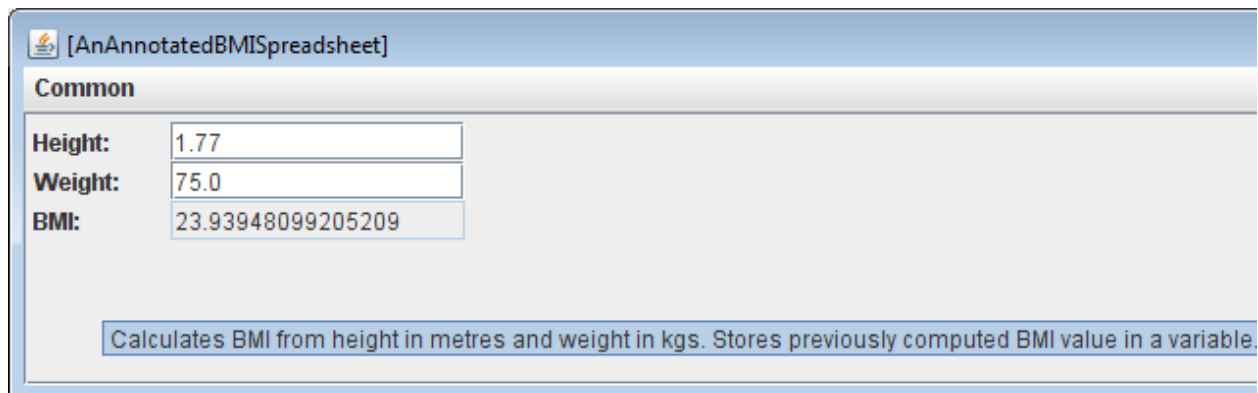 [AnAnnotatedBMISpreadsheet]
Common
Height: 1.77
Weight: 75.0
BMI: 23.93948099205209
Calculates BMI from height in metres and weight in kgs. Stores previously computed BMI value in a variable.